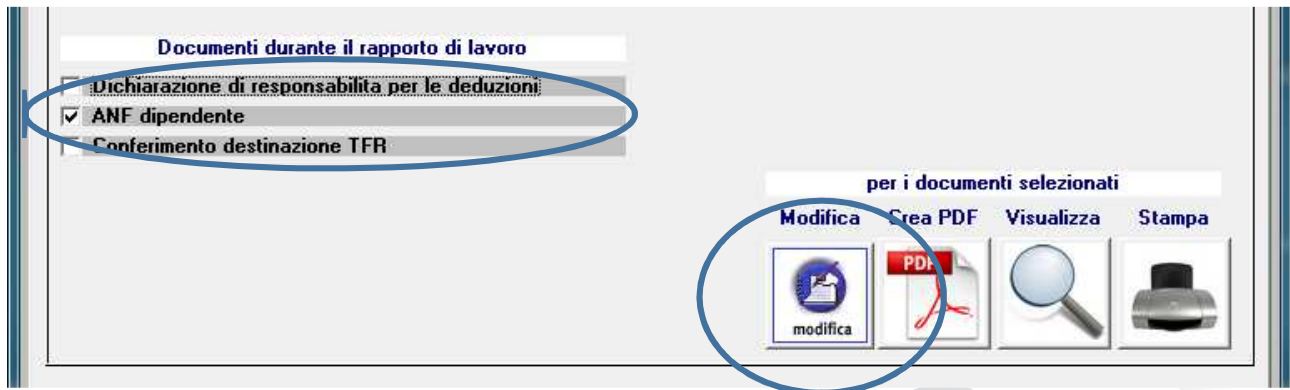 Documenti durante il rapporto di lavoro
Dichiarazione di responsabilita per le deduzioni
ANF dipendente
Conferimento destinazione TFR
per i documenti selezionati
Modifica Crea PDF Visualizza Stampa
PDF
modifica